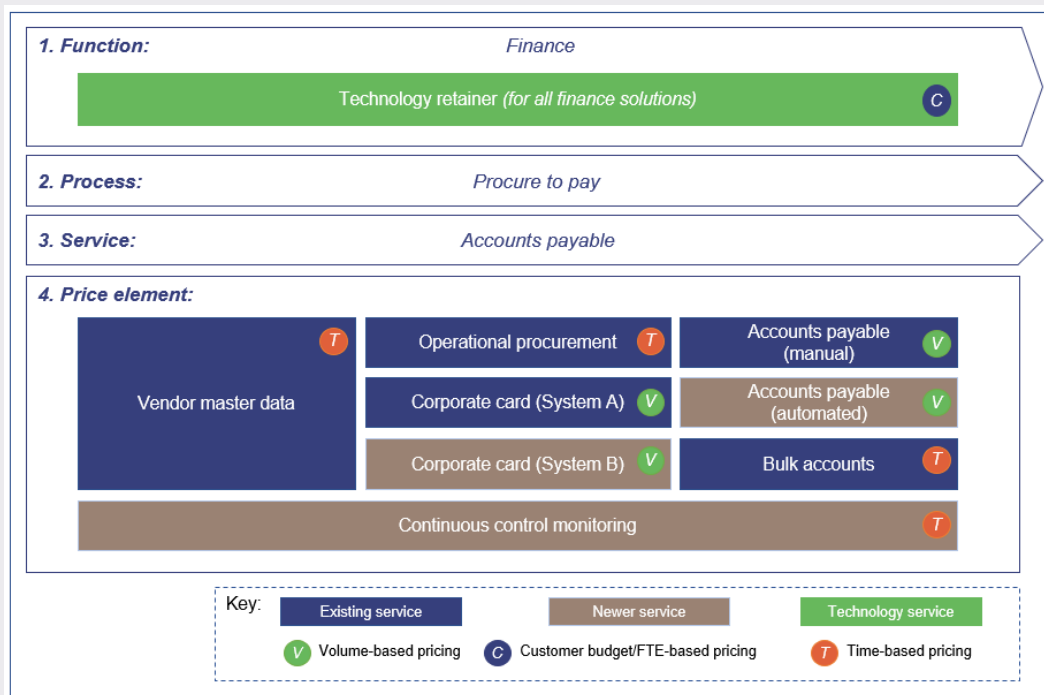 1. Function:
Finance
Technology retainer (for all finance solutions)
C
2. Process:
Procure to pay
3. Service:
Accounts payable
4. Price element:
Vendor master data
T
Operational procurement
T
Accounts payable
(manual)
V
Corporate card (System A)
V
Accounts payable
(automated)
V
Corporate card (System B)
V
Bulk accounts
T
Continuous control monitoring
T
Key:
Existing service
Newer service
Technology service
V Volume-based pricing
C Customer budget/FTE-based pricing
T Time-based pricing